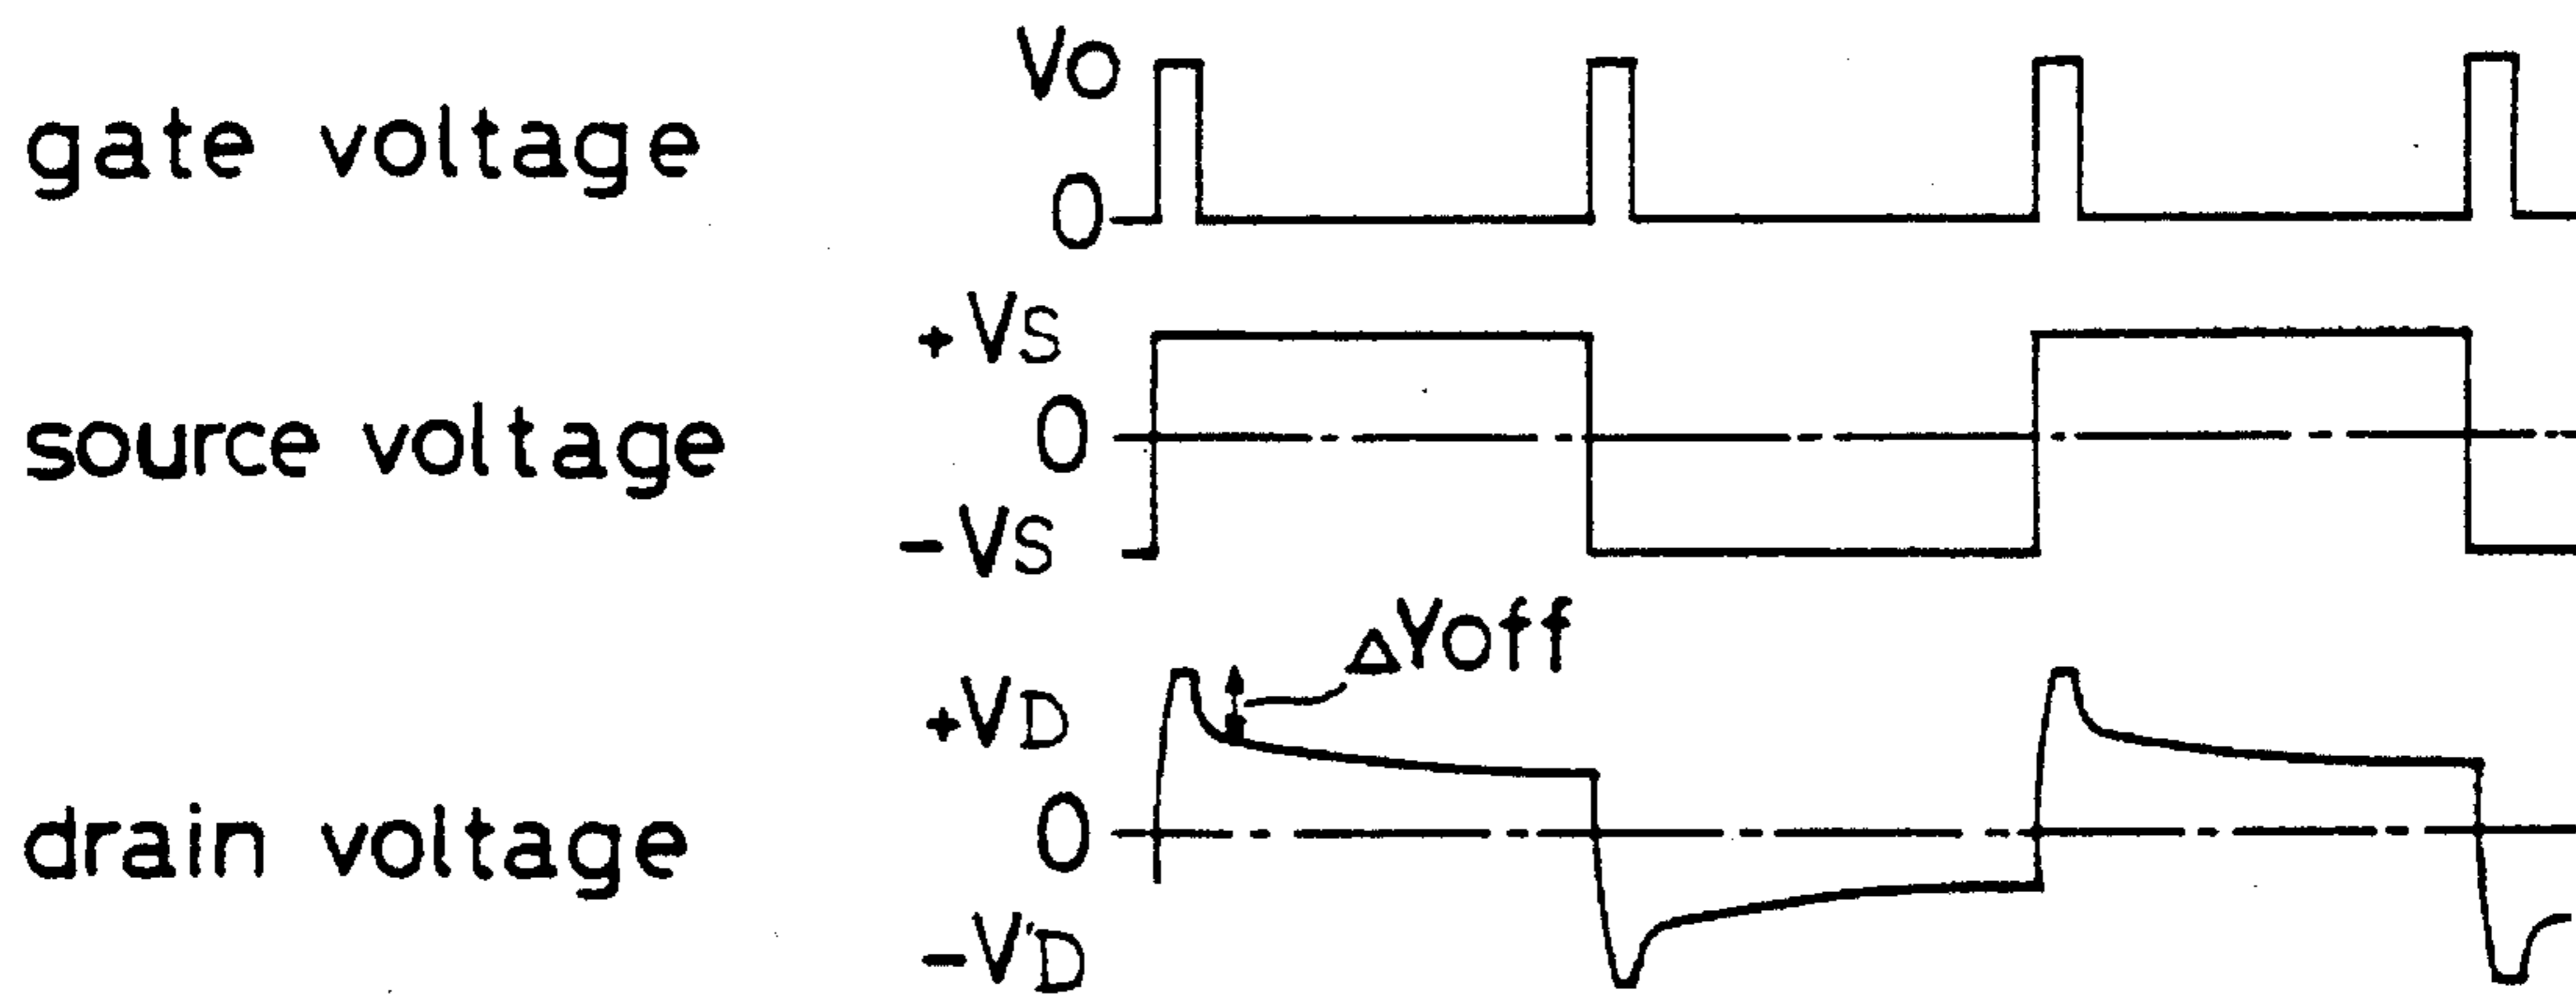 gate voltage
VO
0
source voltage
+VS
0
-VS
ΔYoff
drain voltage
+VD
0
-V'D